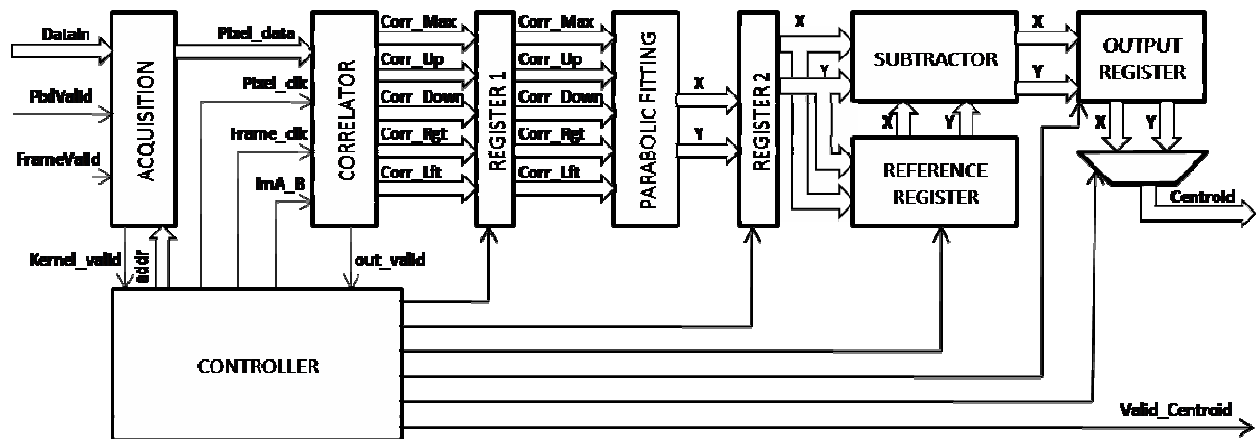 DataIn
PixlValid
FrameValid
ACQUISITION
Pixel_data
Pixel_clk
Frame_clk
ImA_B
CORRELATOR
Corr_Max
Corr_Up
Corr_Down
Corr_Rgt
Corr_Lft
REGISTER 1
Corr_Max
Corr_Up
Corr_Down
Corr_Rgt
Corr_Lft
PARABOLIC FITTING
X
Y
REGISTER 2
X
Y
SUBTRACTOR
X
Y
OUTPUT
REGISTER
X
Y
REFERENCE
REGISTER
X
Y
Centroid
Kernel_valid
addr
out_valid
CONTROLLER
Valid_Centroid